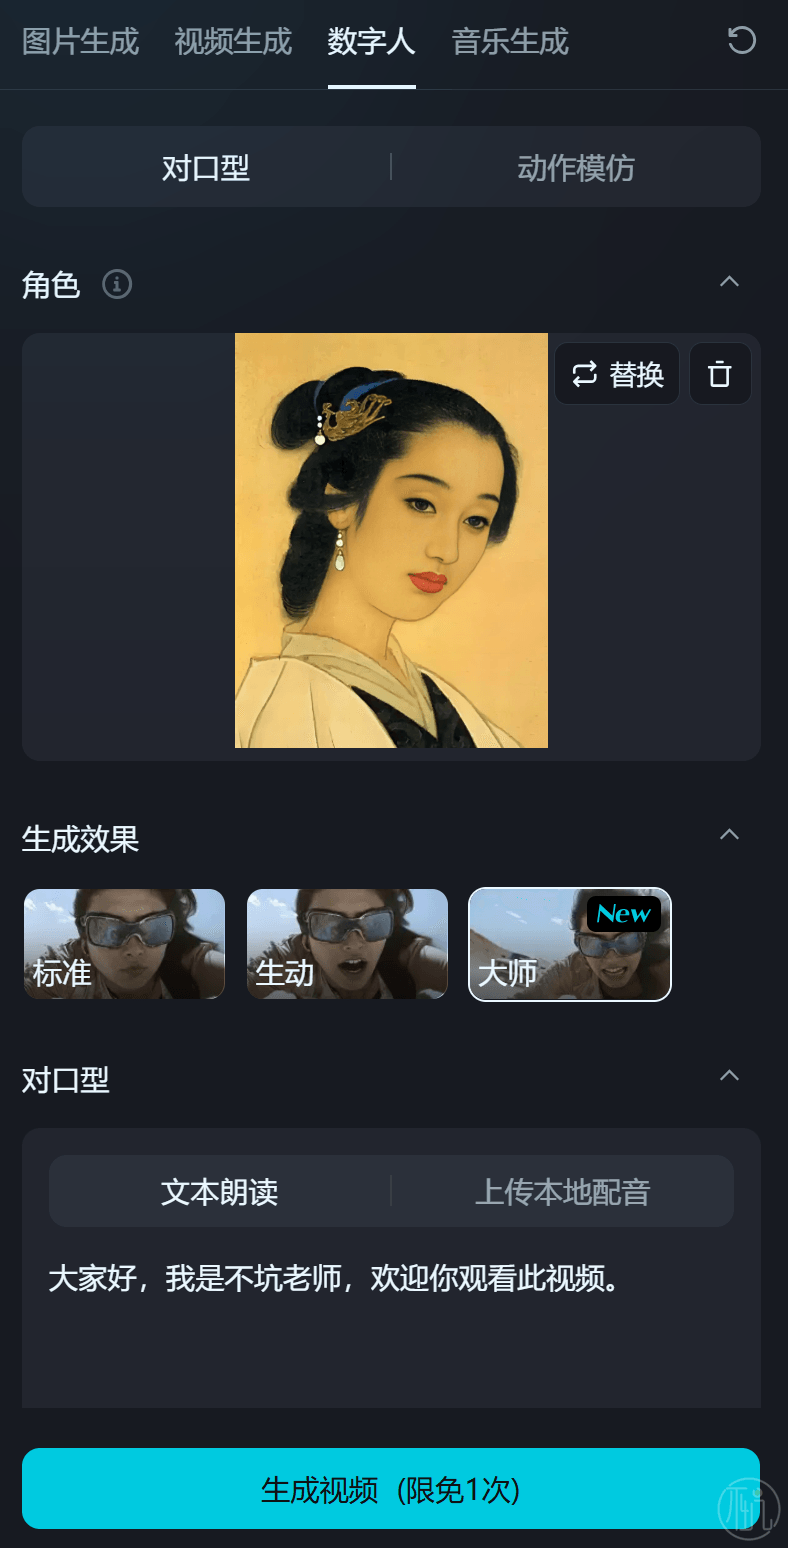 图片生成 视频生成 数字人 音乐生成
对口型 动作模仿
角色
替换
生成效果
New
标准 生动 大师
对口型
文本朗读 上传本地配音
大家好，我是不坑老师，欢迎你观看此视频。
生成视频 (限免1次)